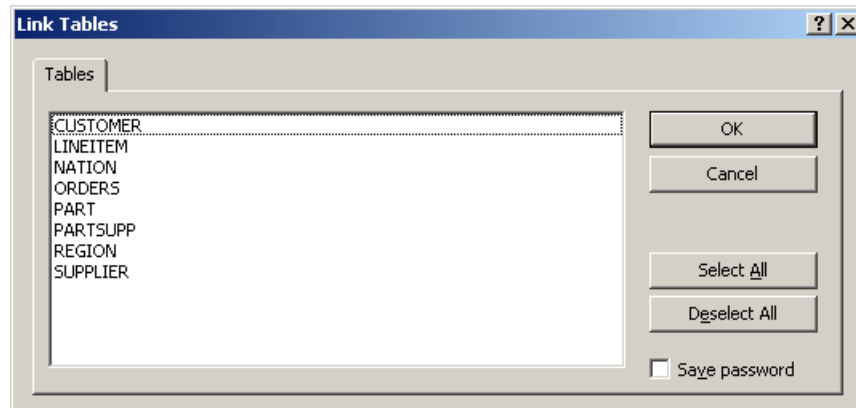 Link Tables
Tables
CUSTOMER
LINEITEM
NATION
ORDERS
PART
PARTSUPP
REGION
SUPPLIER
OK
Cancel
Select All
Deselect All
Save password